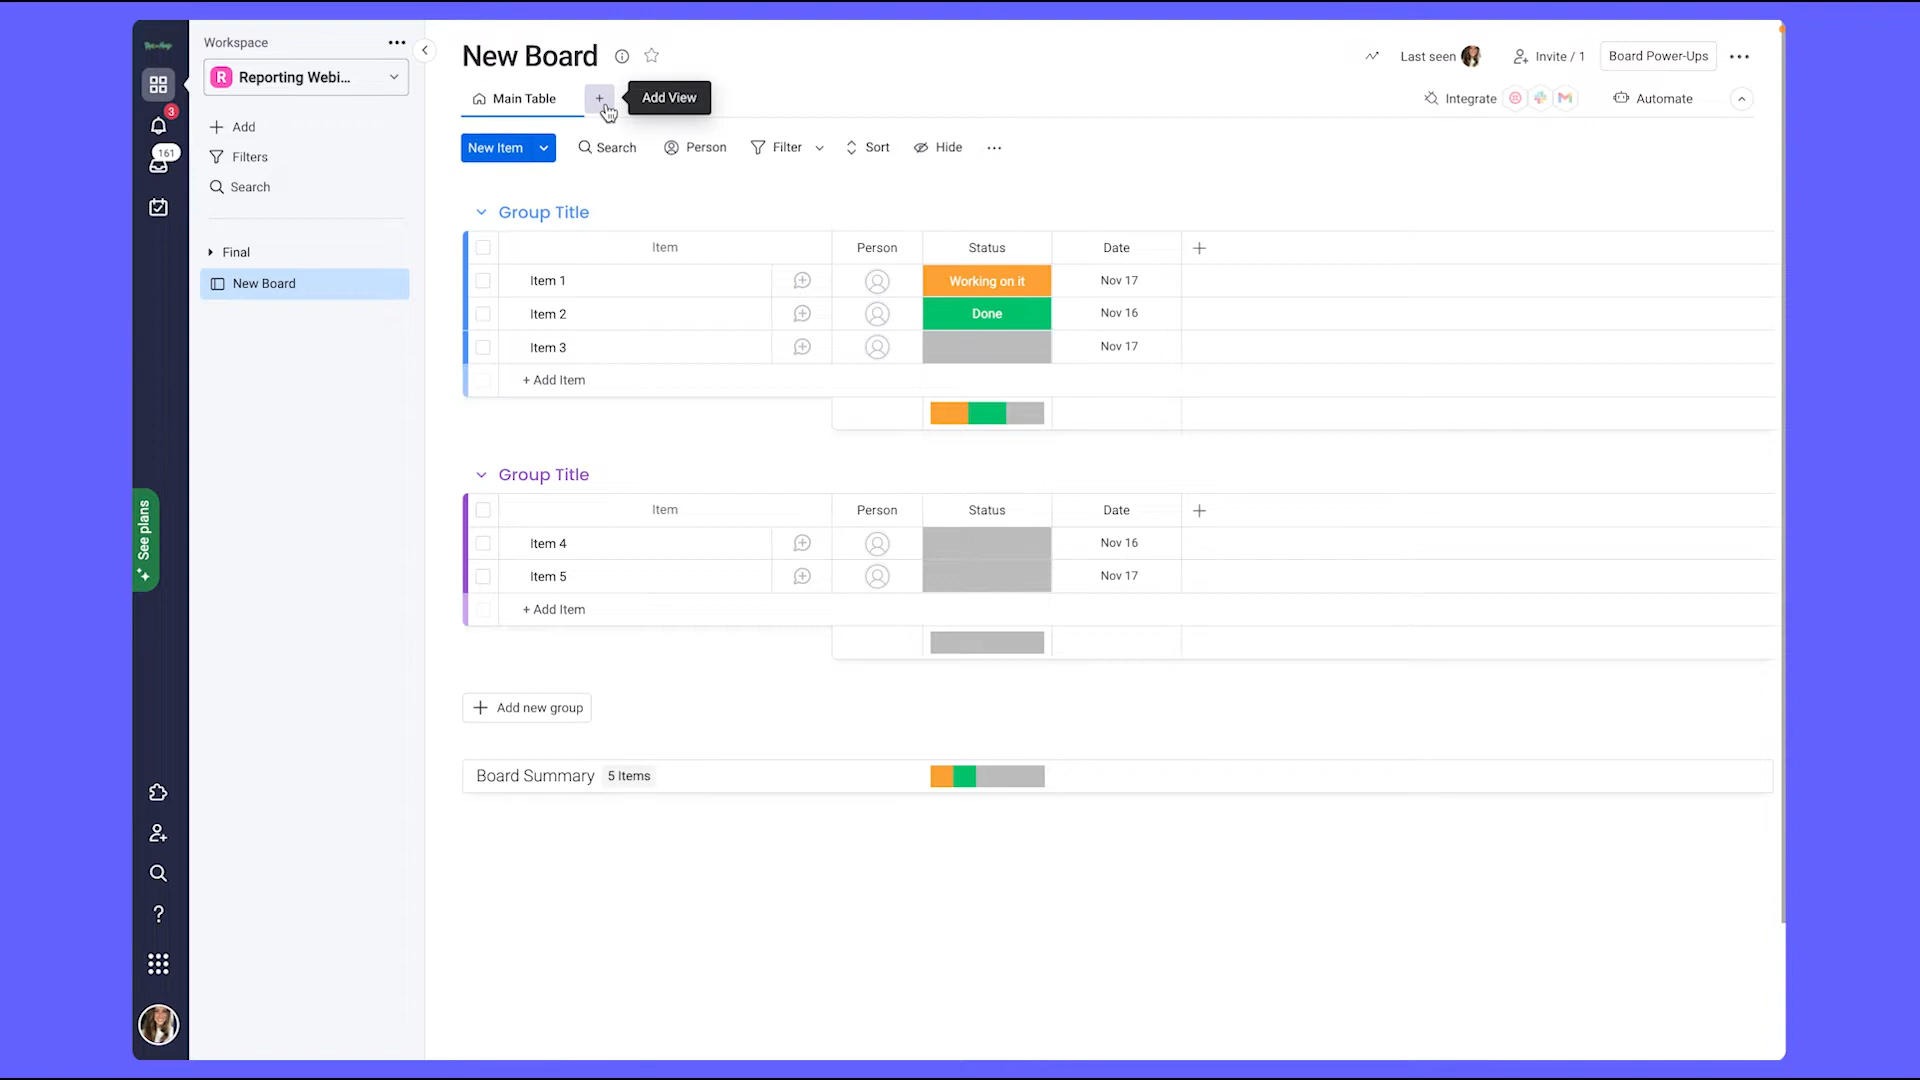 Workspace
R Reporting Webi...
3
161
+ Add
Filters
Search
Final
New Board
See plans
?
New Board
Last seen
Invite / 1
Board Power-Ups
Main Table
+
Add View
Integrate
Automate
New Item
Search
Person
Filter
Sort
Hide
Group Title
Item Person Status Date +
Item 1 Working on it Nov 17
Item 2 Done Nov 16
Item 3 Nov 17
+ Add Item
Group Title
Item Person Status Date +
Item 4 Nov 16
Item 5 Nov 17
+ Add Item
+ Add new group
Board Summary 5 Items